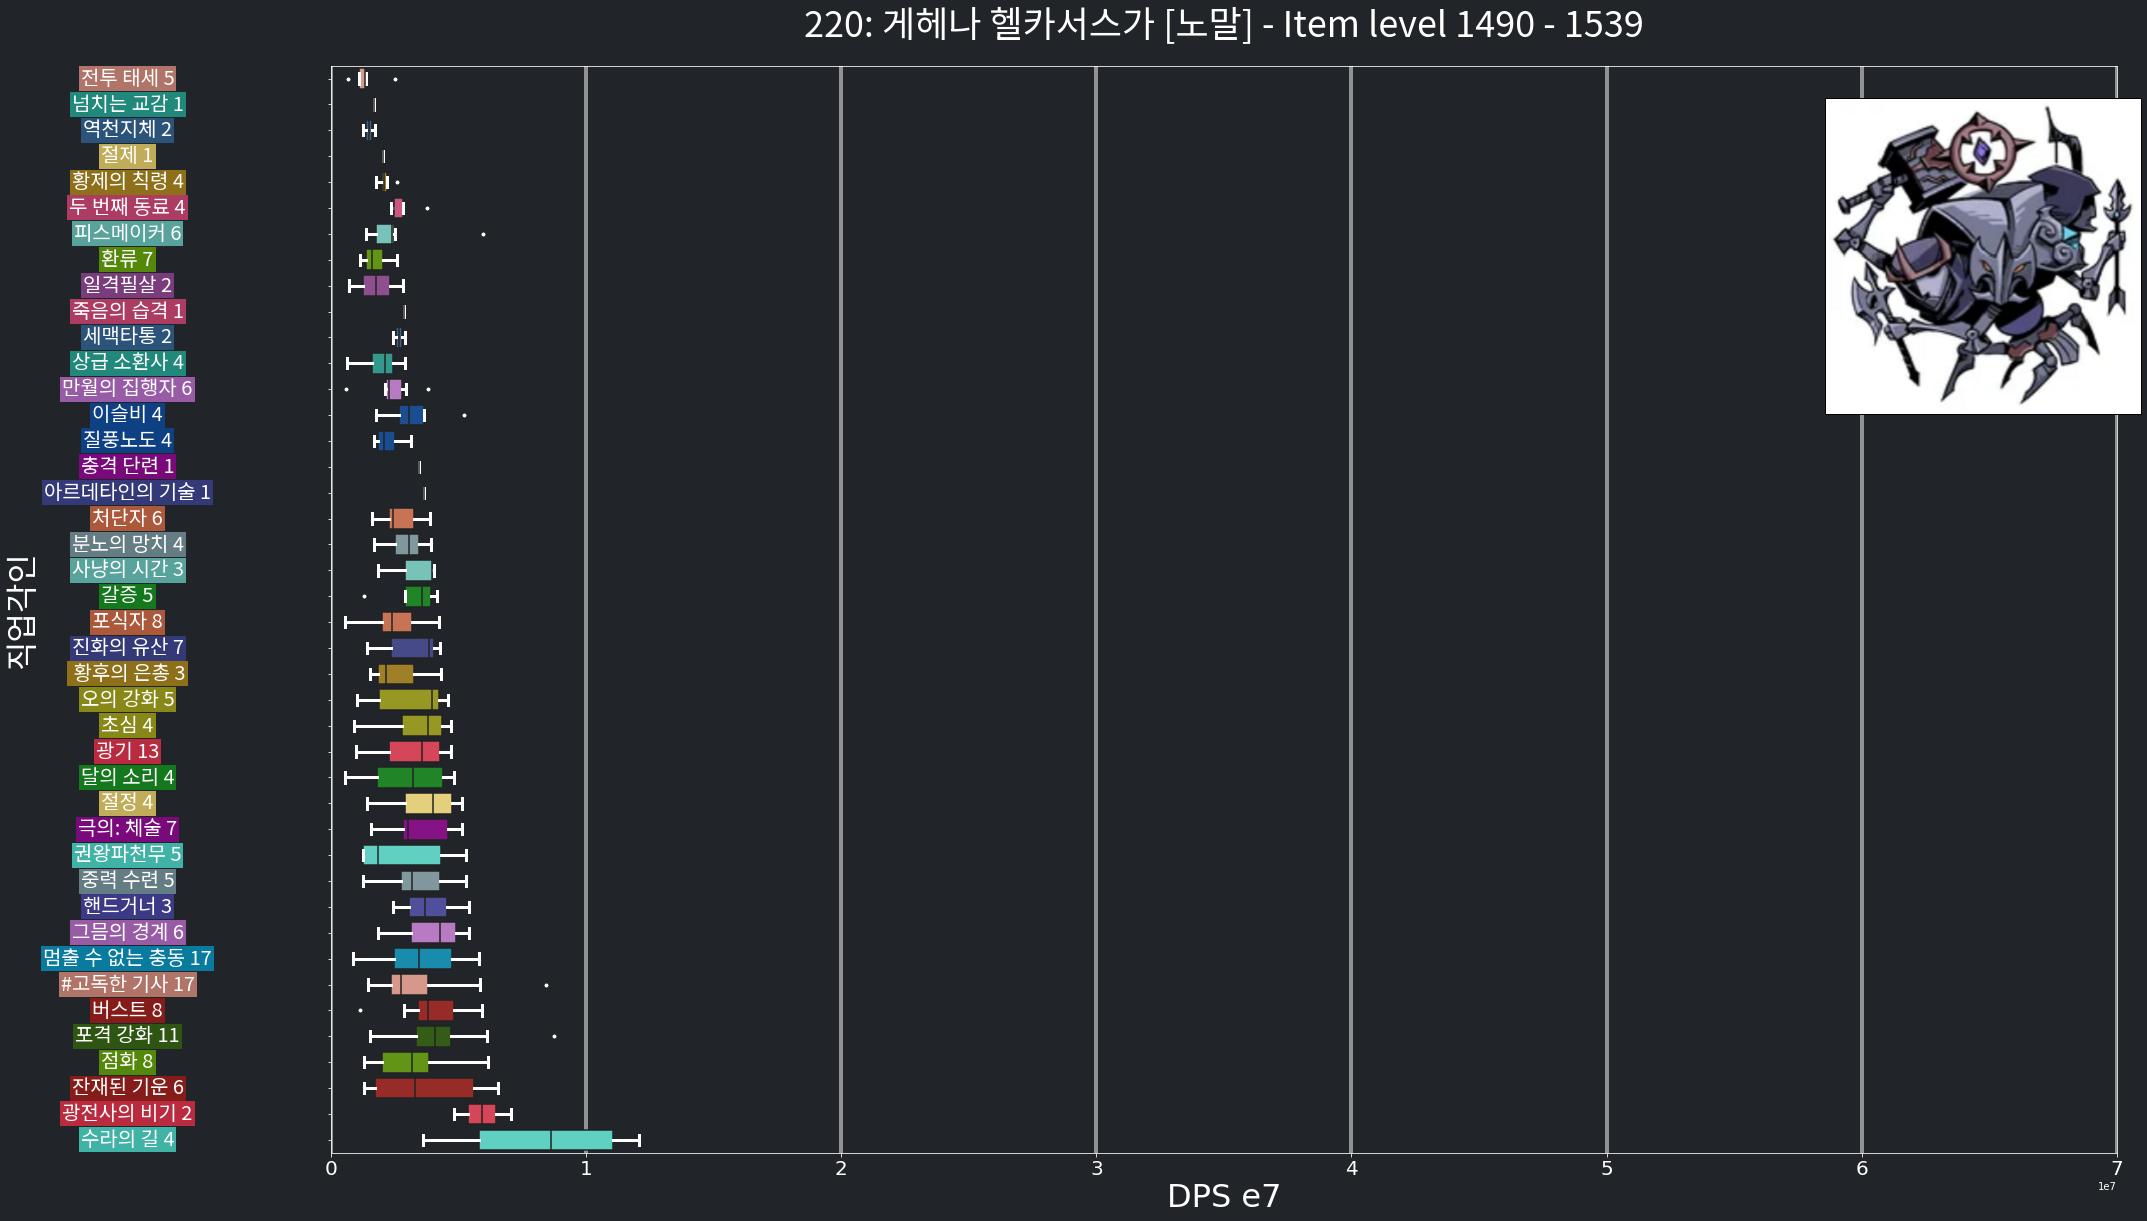 220: 게헤나 헬카서스가 [노말] - Item level 1490 - 1539
전투 태세 5
넘치는 교감 1
역천지체 2
절제 1
황제의 칙령 4
두 번째 동료 4
피스메이커 6
환류 7
일격필살 2
죽음의 습격 1
세맥타통 2
상급 소환사 4
만월의 집행자 6
이슬비 4
질풍노도 4
충격 단련 1
아르데타인의 기술 1
처단자 6
분노의 망치 4
사냥의 시간 3
갈증 5
포식자 8
진화의 유산 7
황후의 은총 3
오의 강화 5
초심 4
광기 13
달의 소리 4
절정 4
극의: 체술 7
권왕파천무 5
중력 수련 5
핸드거너 3
그믐의 경계 6
멈출 수 없는 충동 17
#고독한 기사 17
버스트 8
포격 강화 11
점화 8
잔재된 기운 6
광전사의 비기 2
수라의 길 4
직업각인
0 1 2 3 4 5 6 7
1e7
DPS e7